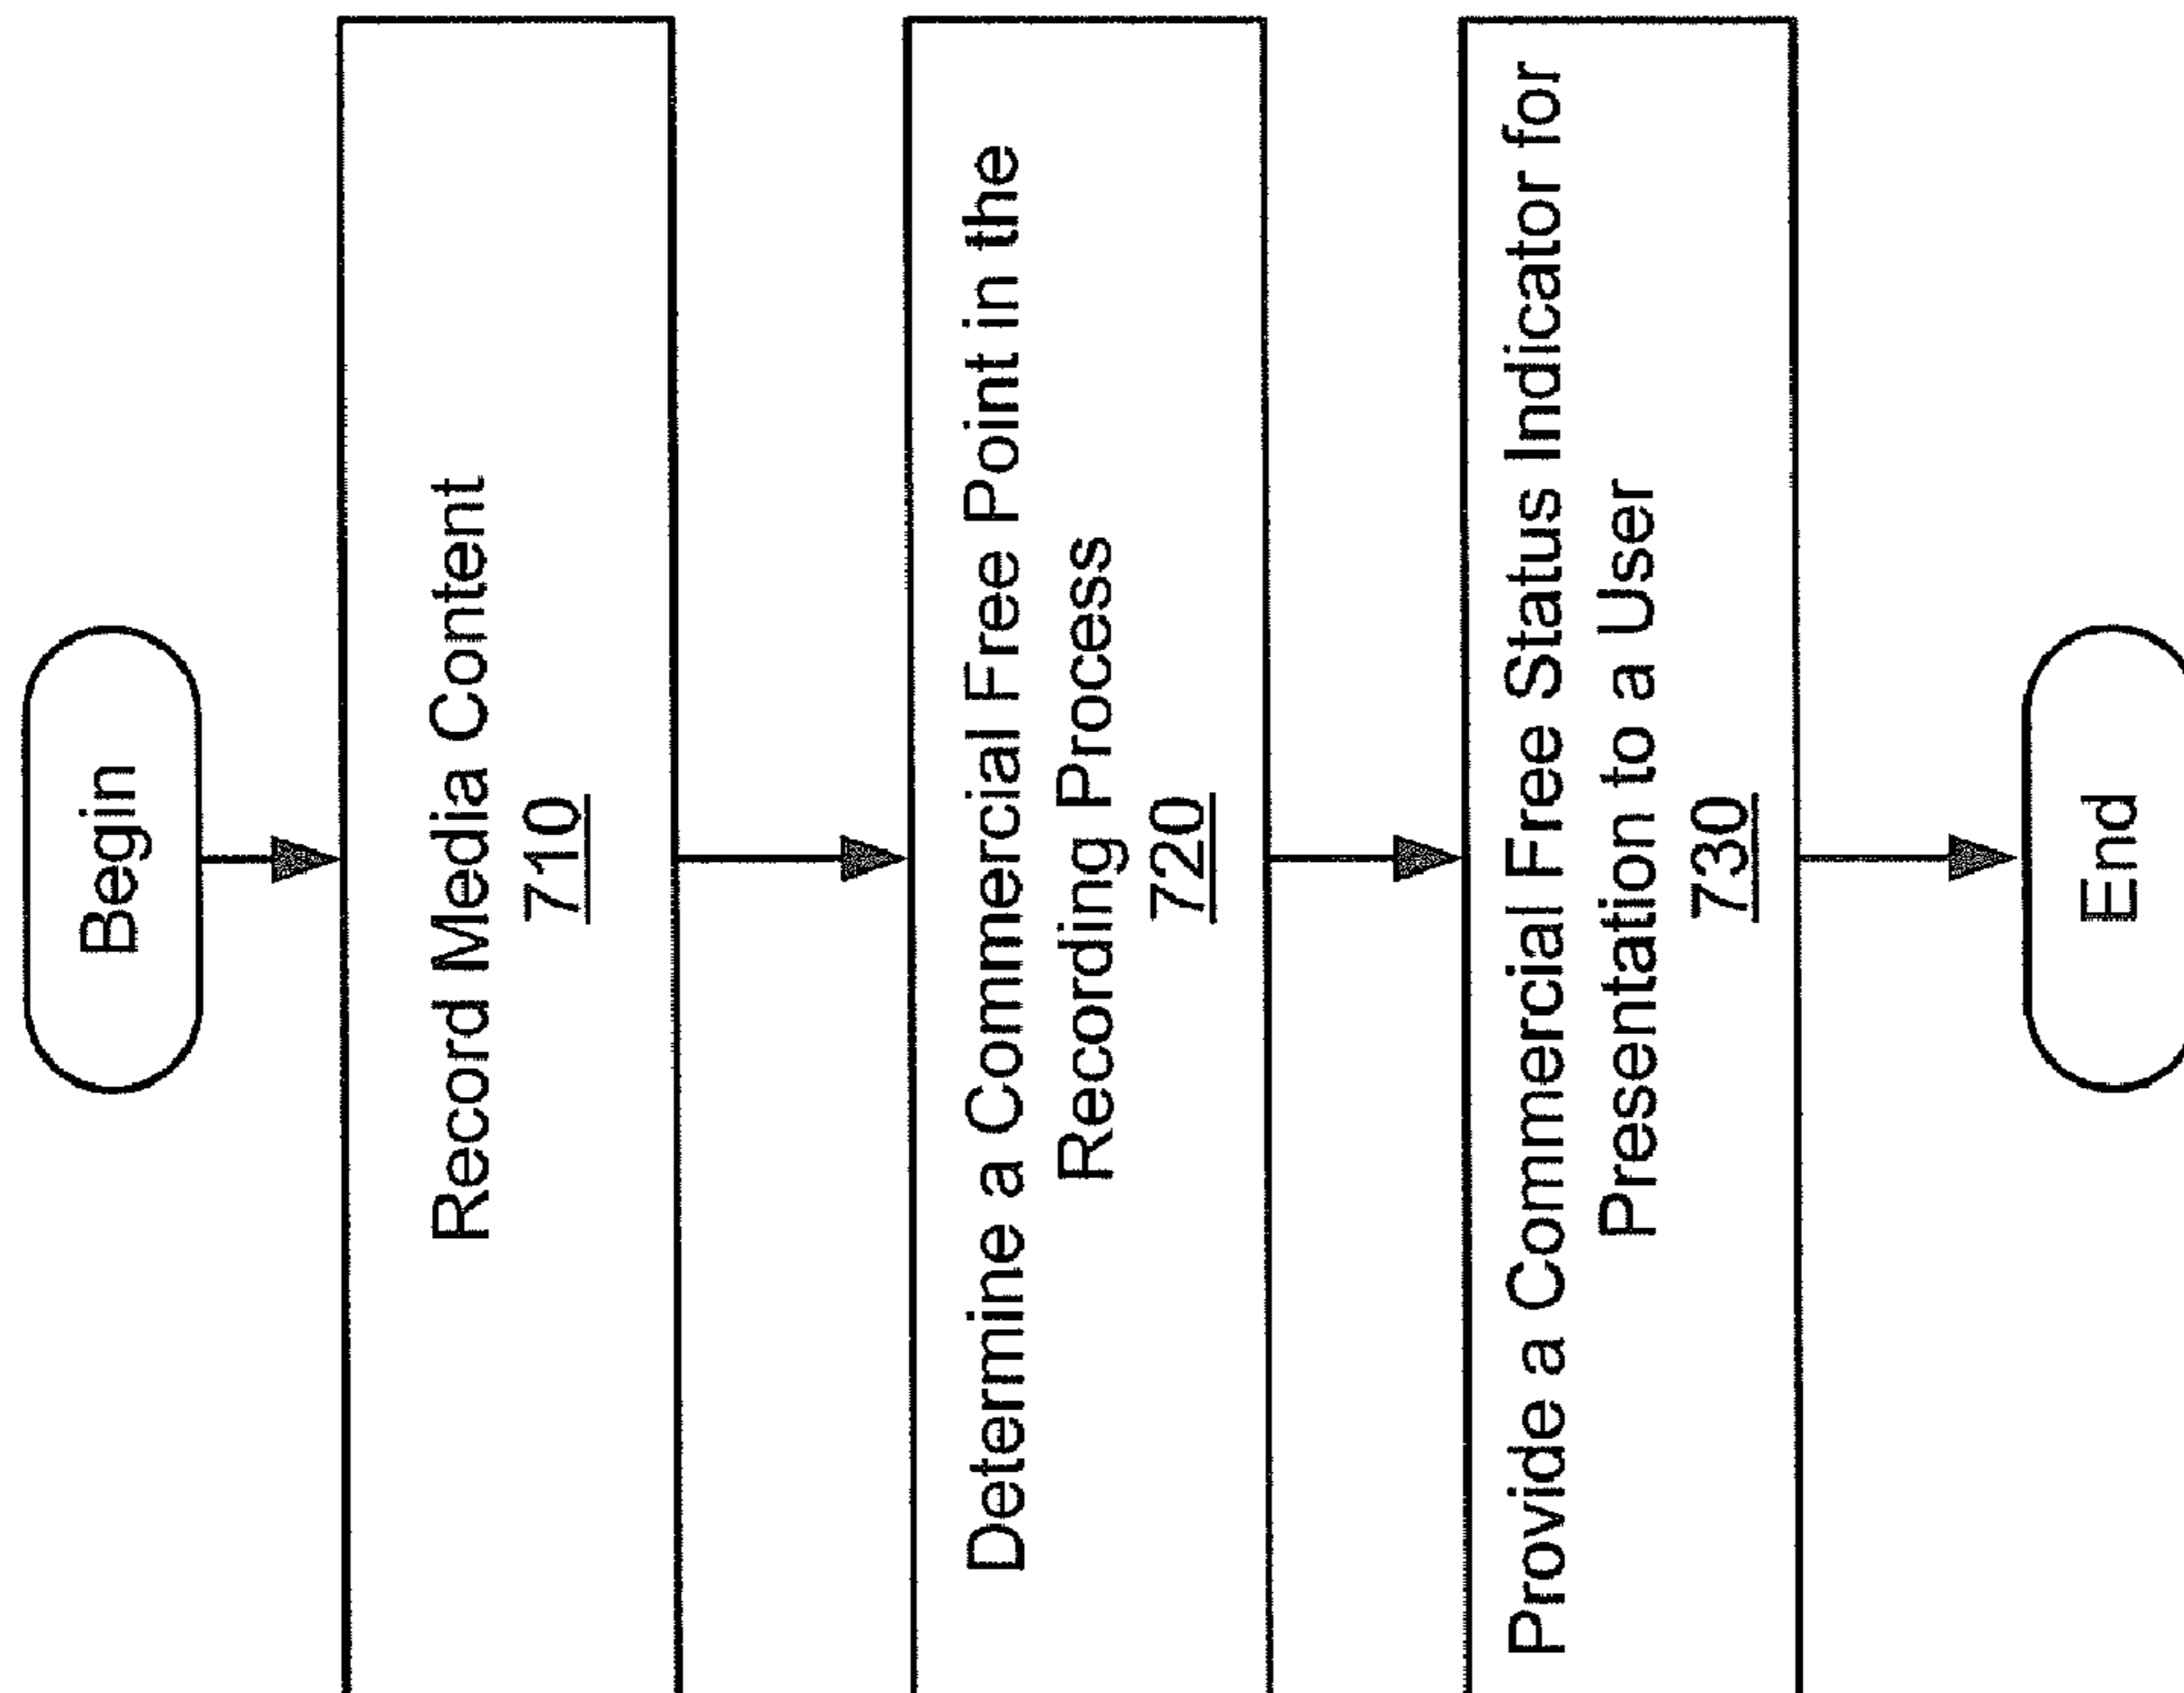 Begin
Record Media Content
710
Determine a Commercial Free Point in the
Recording Process
720
Provide a Commercial Free Status Indicator for
Presentation to a User
730
End